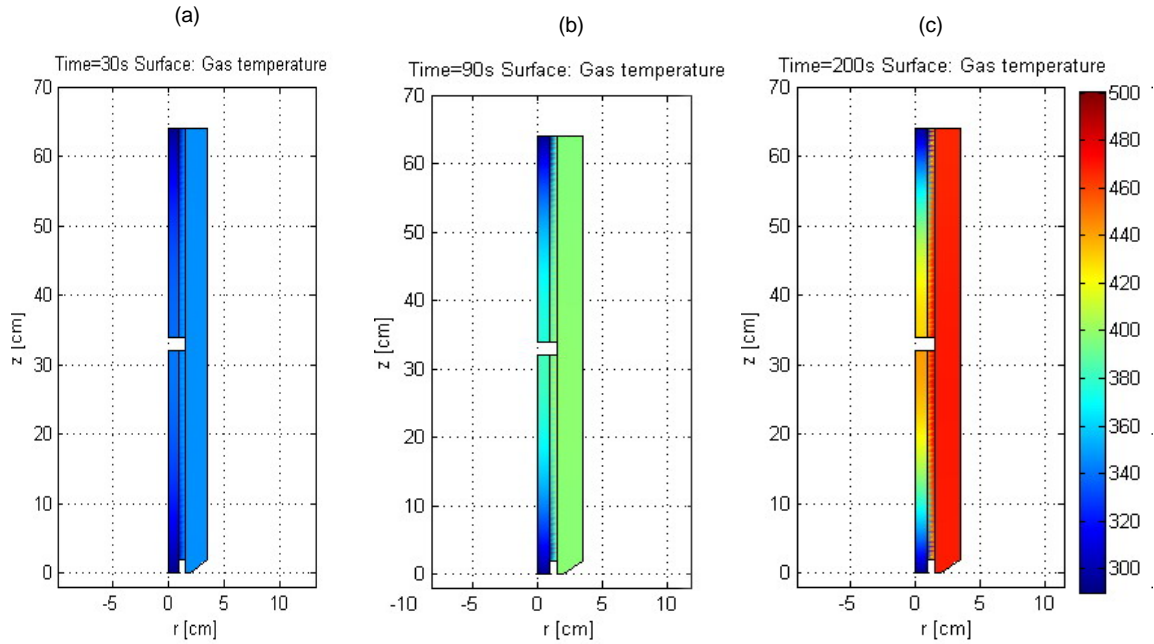 (a)
Time=30s Surface: Gas temperature
70
60
50
40
30
20
10
0
z [cm]
-5 0 5 10
r [cm]
(b)
Time=90s Surface: Gas temperature
70
60
50
40
30
20
10
0
z [cm]
-10 -5 0 5 10
r [cm]
(c)
Time=200s Surface: Gas temperature
70
60
50
40
30
20
10
0
z [cm]
-5 0 5 10
r [cm]
500
480
460
440
420
400
380
360
340
320
300